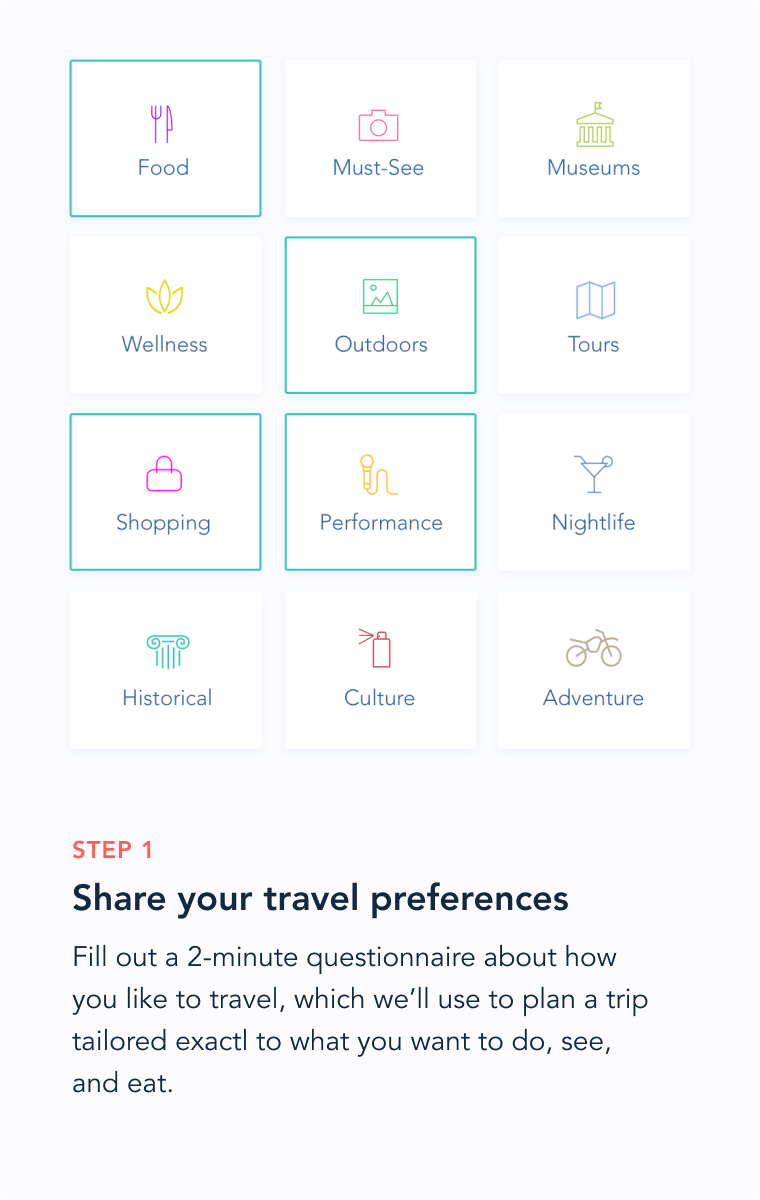 Food
Must-See
Museums
Wellness
Outdoors
Tours
Shopping
Performance
Nightlife
Historical
Culture
Adventure
STEP 1
Share your travel preferences
Fill out a 2-minute questionnaire about how
you like to travel, which we’ll use to plan a trip
tailored exactl to what you want to do, see,
and eat.